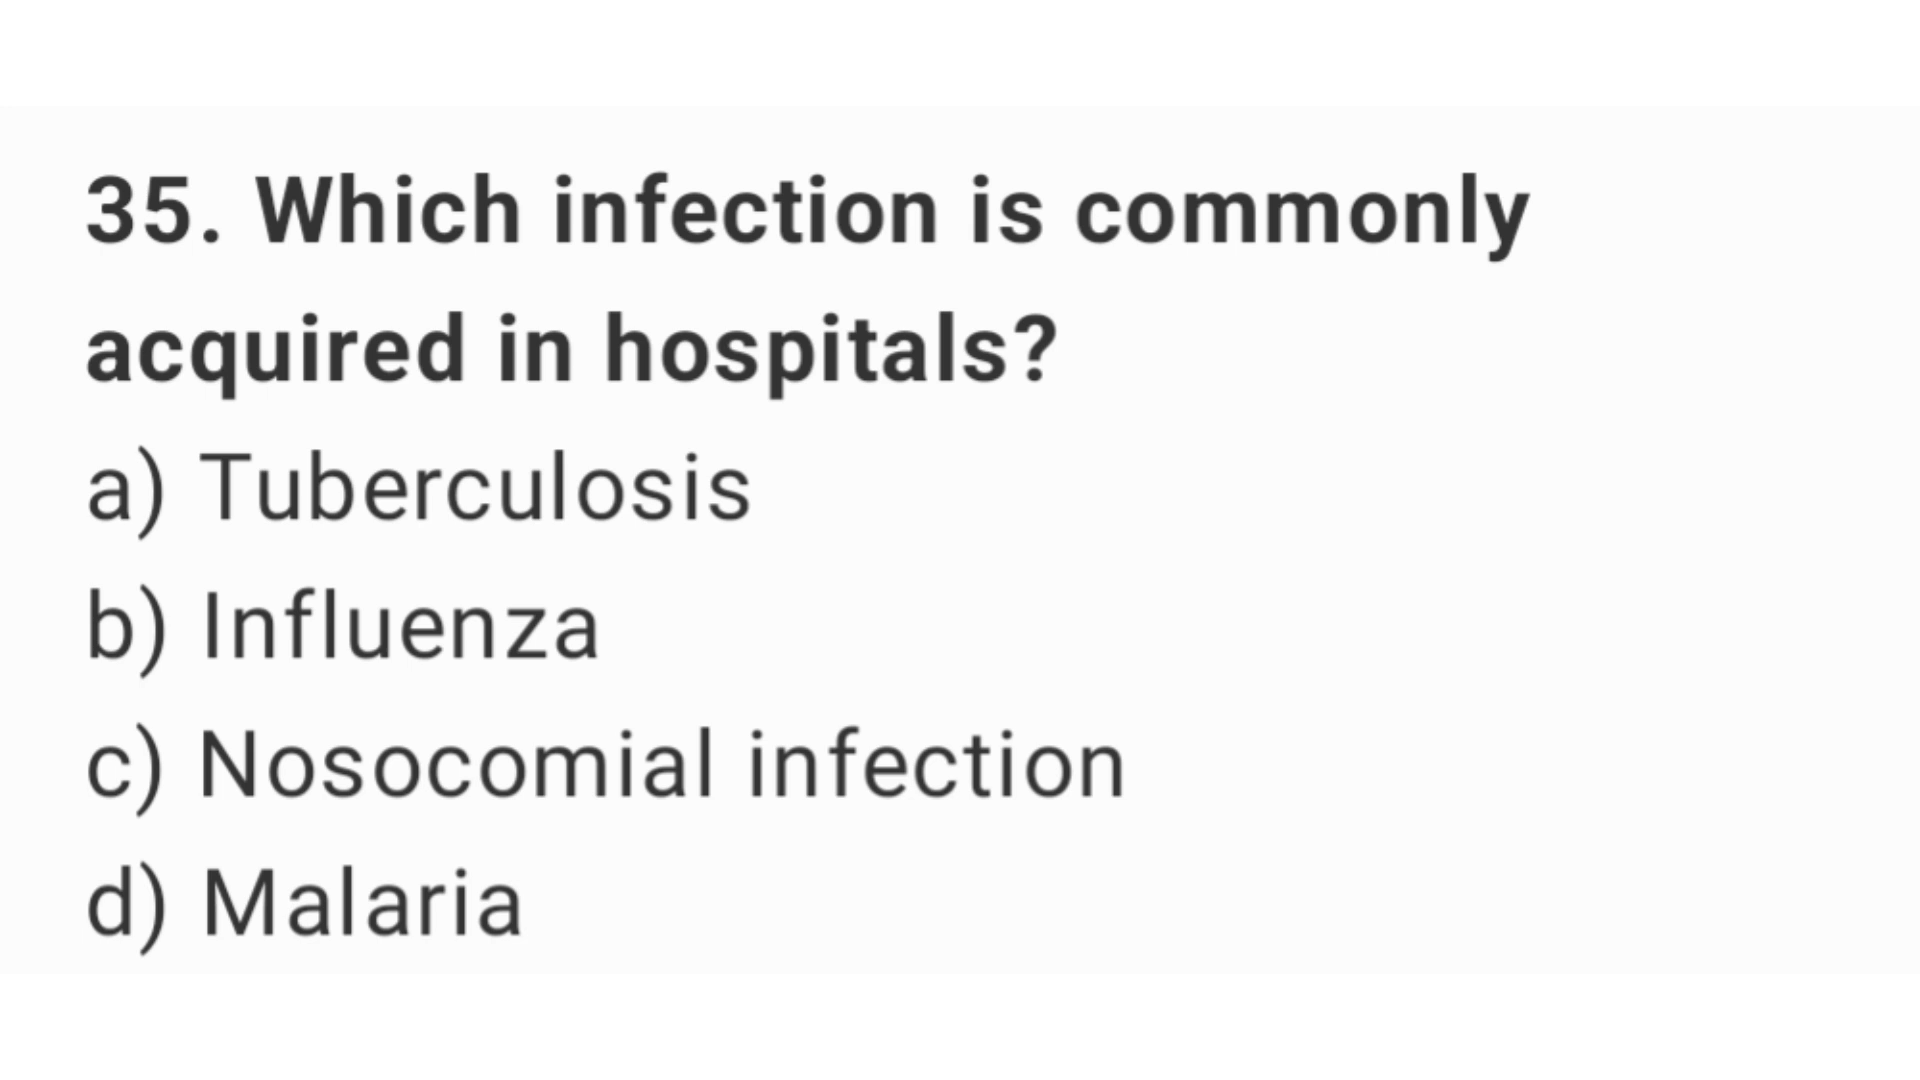 35. Which infection is commonly
acquired in hospitals?
a) Tuberculosis
b) Influenza
c) Nosocomial infection
d) Malaria